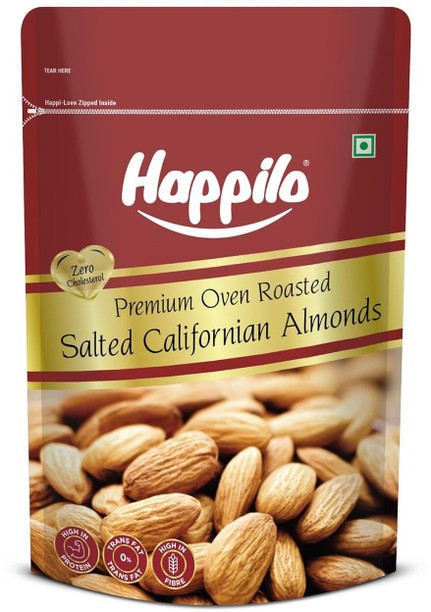 TEAR HERE
Happi-Love Zipped Inside
Happilo®
Zero
Cholesterol
Premium Oven Roasted
Salted Californian Almonds
HIGH IN
PROTEIN
TRANS FAT
0%
TRANS FAT
HIGH IN
FIBRE